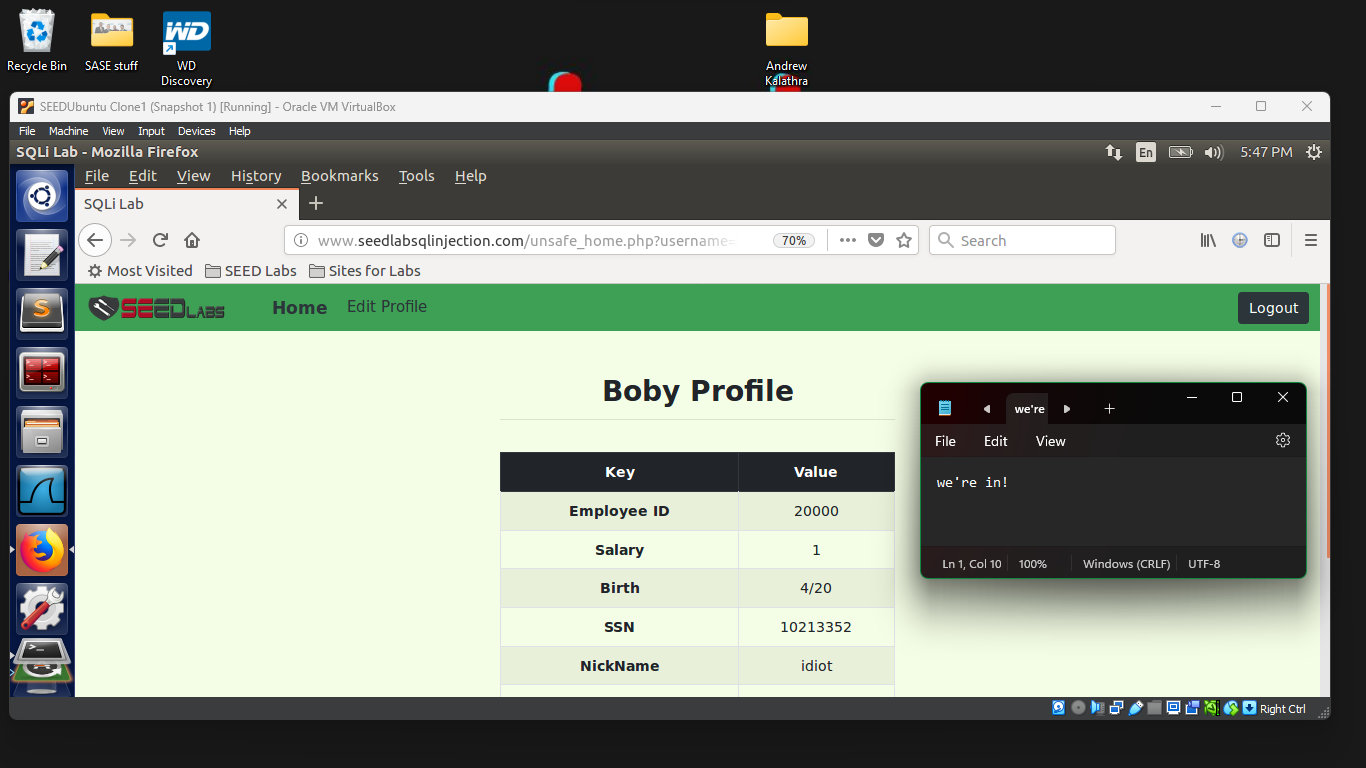 Recycle Bin
SASE stuff
WD
WD
Discovery
Andrew
Kalathra
SEEDUbuntu Clone1 (Snapshot 1) [Running] - Oracle VM VirtualBox
File Machine View Input Devices Help
SQLi Lab - Mozilla Firefox
En
5:47 PM
File Edit View History Bookmarks Tools Help
SQLi Lab
www.seedlabsqlinjection.com/unsafe_home.php?username=
70%
Search
Most Visited SEED Labs Sites for Labs
SEEDLABS
Home
Edit Profile
Logout
Boby Profile
Key Value
Employee ID 20000
Salary 1
Birth 4/20
SSN 10213352
NickName idiot
we're
File Edit View
we're in!
Ln 1, Col 10 100% Windows (CRLF) UTF-8
Right Ctrl